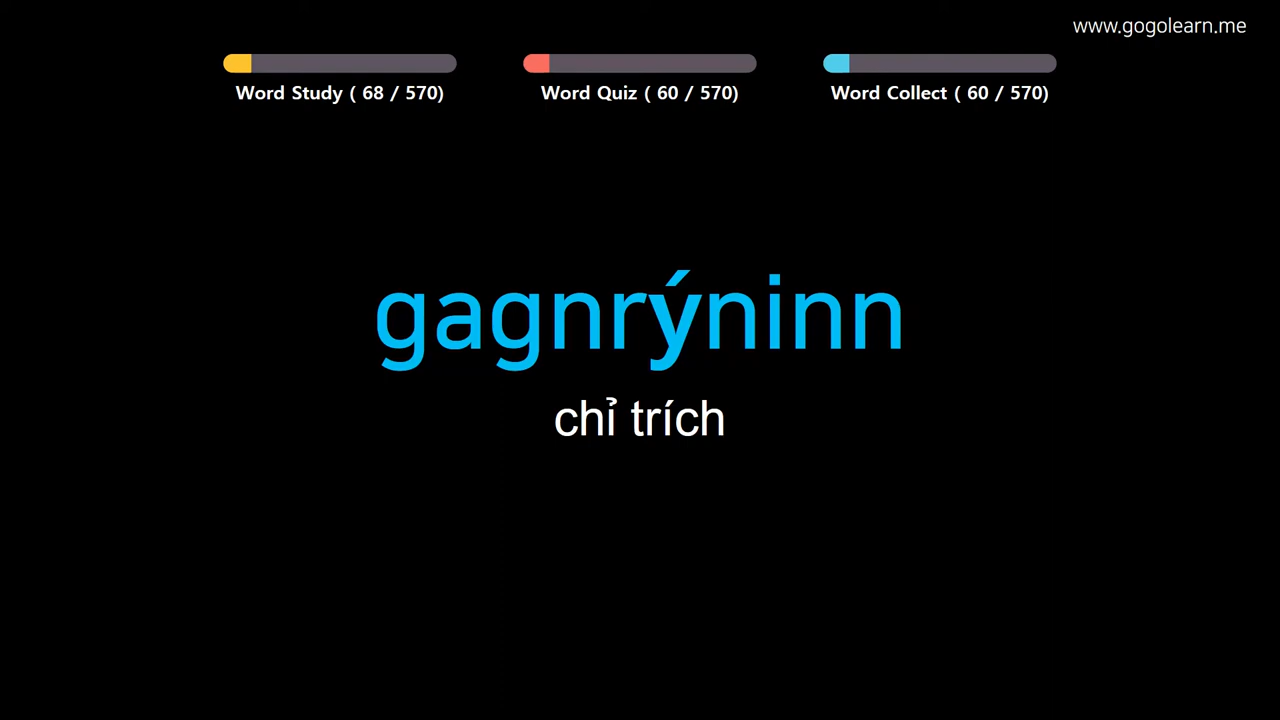 www.gogolearn.me
Word Study ( 68 / 570)
Word Quiz ( 60 / 570)
Word Collect ( 60 / 570)
gagnrýninn
chỉ trích